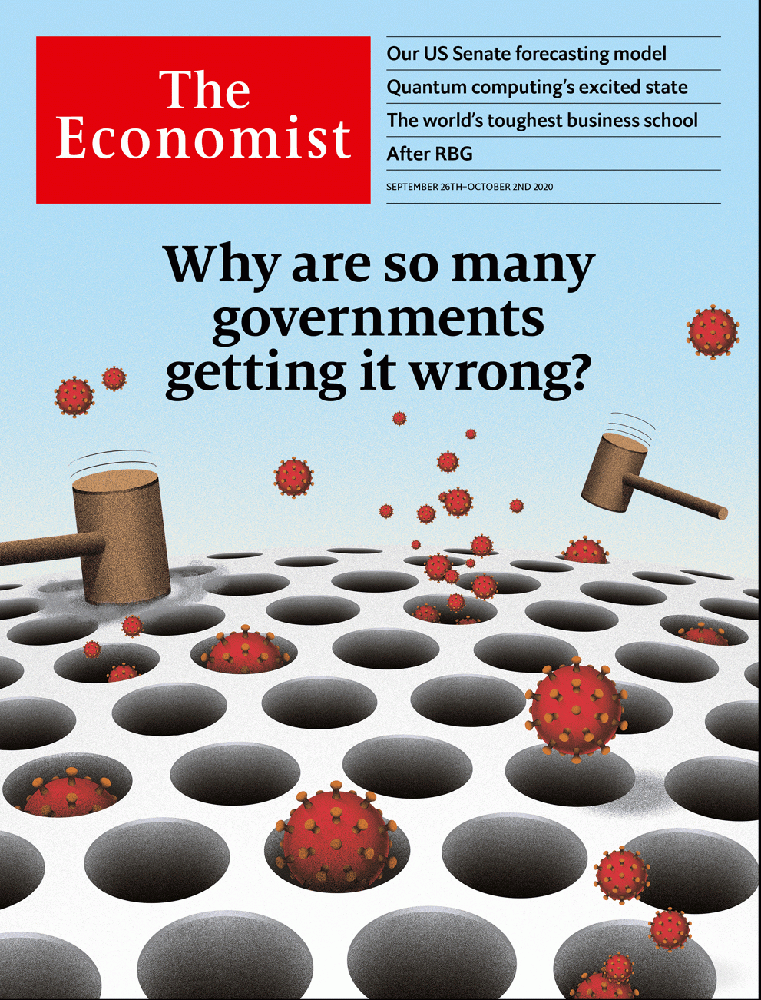 The
Economist
Our US Senate forecasting model
Quantum computing's excited state
The world's toughest business school
After RBG
SEPTEMBER 26TH–OCTOBER 2ND 2020
Why are so many
governments
getting it wrong?